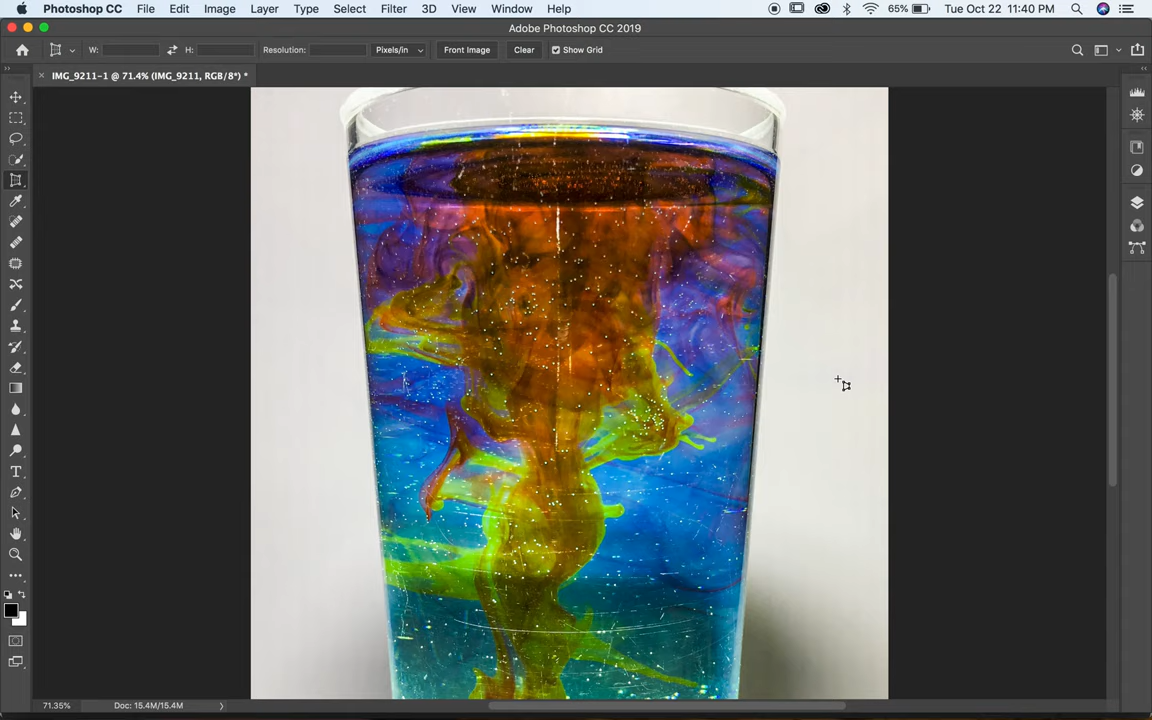 Photoshop CC File Edit Image Layer Type Select Filter 3D View Window Help 65% Tue Oct 22 11:40 PM
Adobe Photoshop CC 2019
W: H: Resolution: Pixels/in Front Image Clear Show Grid
IMG_9211-1 @ 71.4% (IMG_9211, RGB/8*) *
71.35% Doc: 15.4M/15.4M